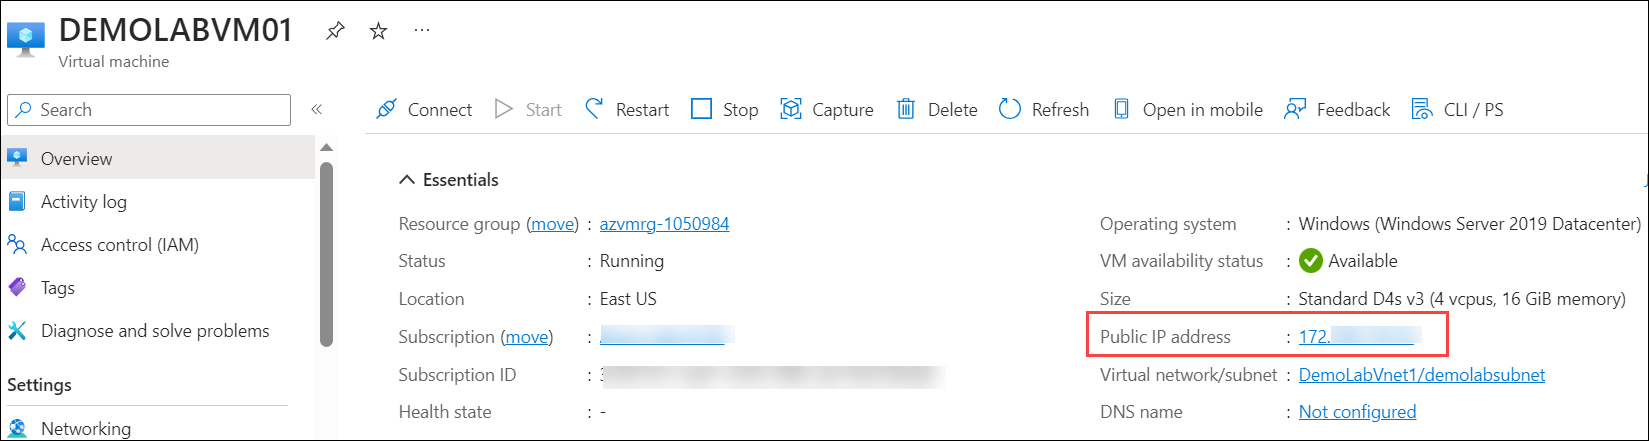 DEMOLABVM01
Virtual machine
Search
Connect Start Restart Stop Capture Delete Refresh Open in mobile Feedback CLI / PS
Overview
Activity log
Access control (IAM)
Tags
Diagnose and solve problems
Settings
Networking
Essentials
Resource group (move) : azvmrg-1050984
Status : Running
Location : East US
Subscription (move) :
Subscription ID :
Health state : -
Operating system : Windows (Windows Server 2019 Datacenter)
VM availability status : Available
Size : Standard D4s v3 (4 vcpus, 16 GiB memory)
Public IP address : 172.
Virtual network/subnet : DemoLabVnet1/demolabsubnet
DNS name : Not configured